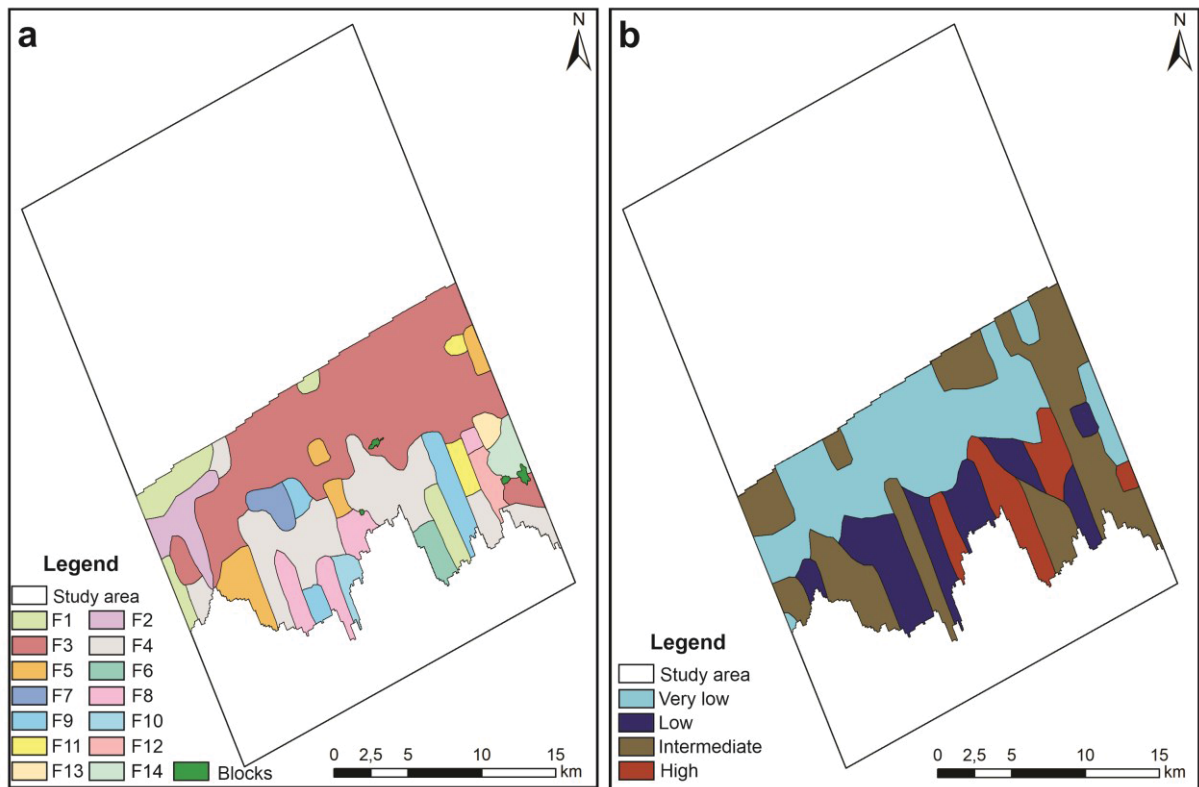 a
N
Legend
Study area
F1 F2
F3 F4
F5 F6
F7 F8
F9 F10
F11 F12
F13 F14 Blocks
0 2,5 5 10 15
km
b
N
Legend
Study area
Very low
Low
Intermediate
High
0 2,5 5 10 15
km